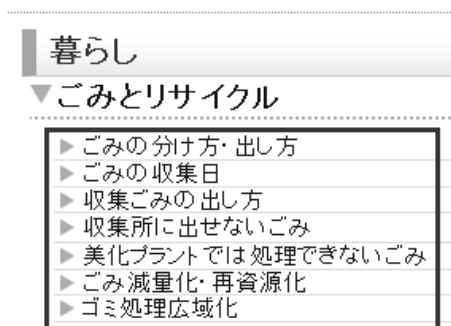 暮らし
ごみとリサイクル
ごみの分け方・出し方
ごみの収集日
収集ごみの出し方
収集所に出せないごみ
美化プラントでは処理できないごみ
ごみ減量化・再資源化
ゴミ処理広域化